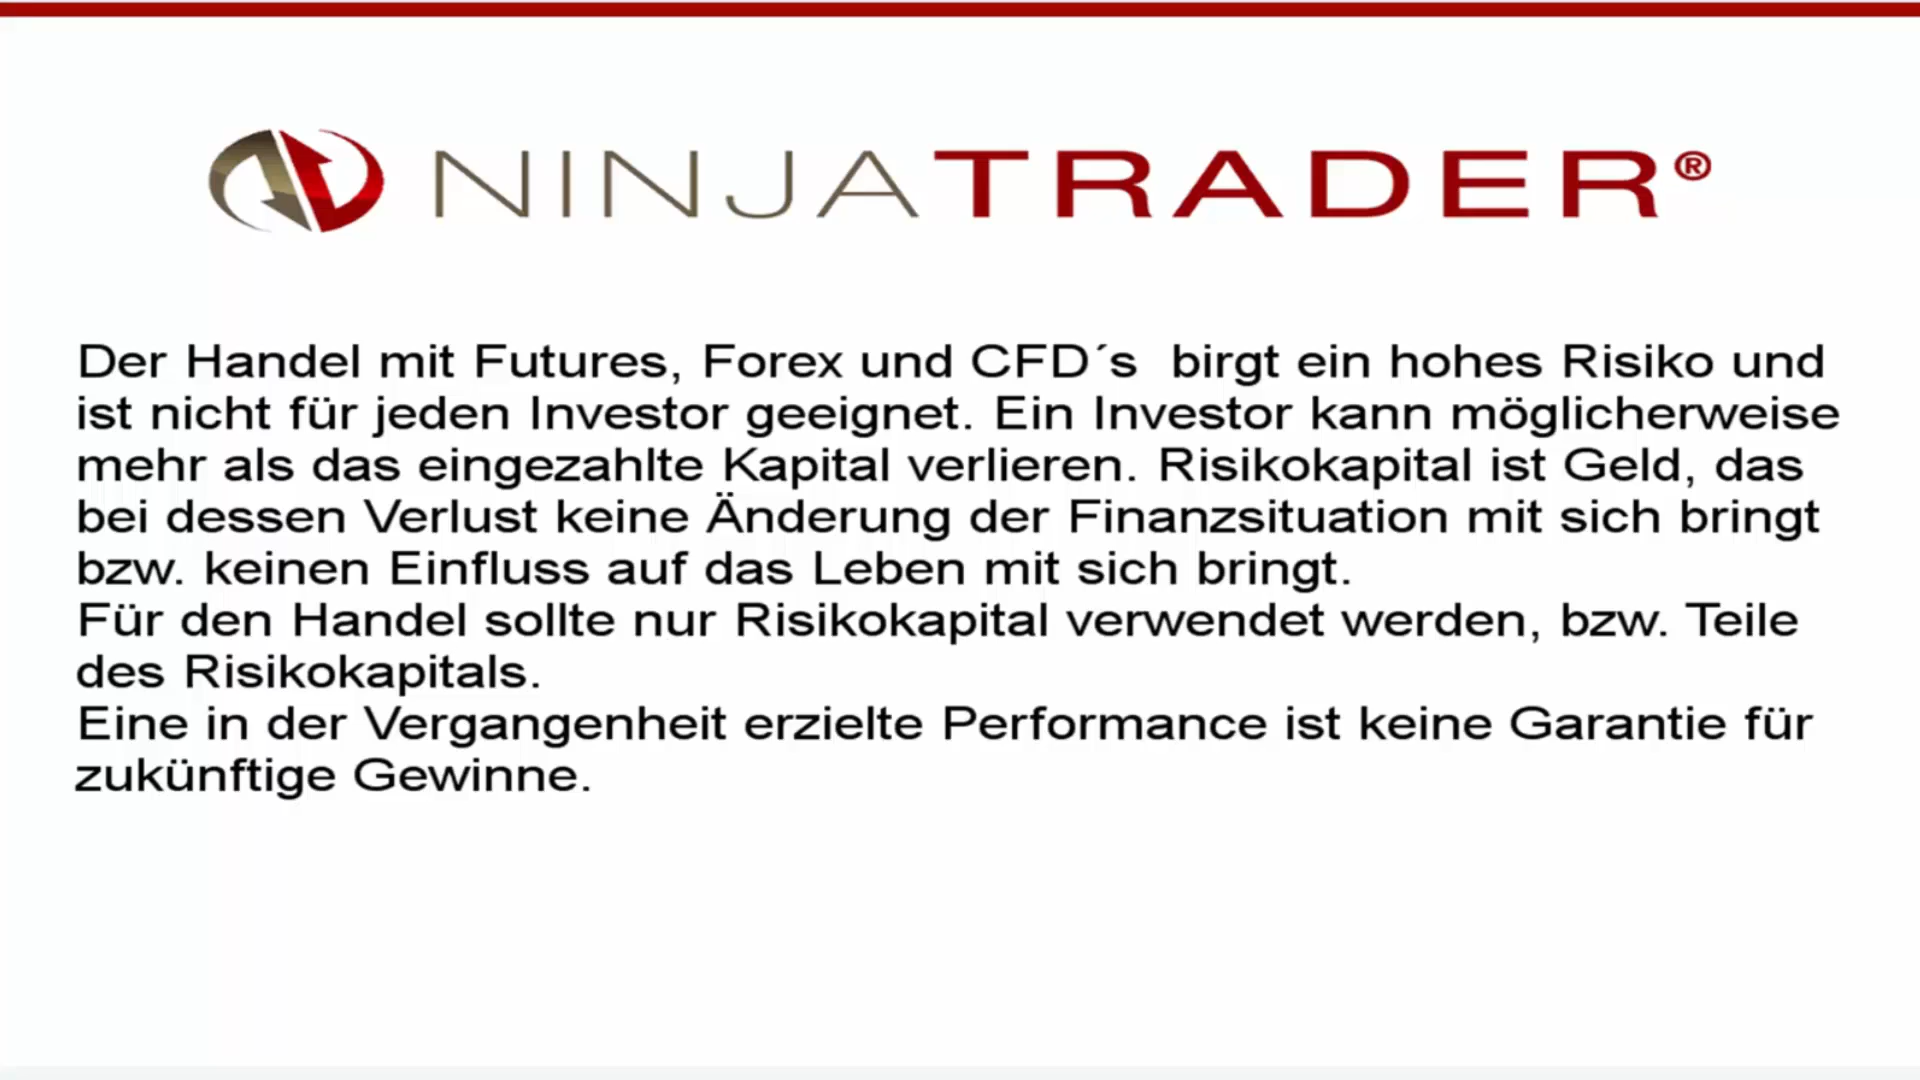 NINJATRADER®
Der Handel mit Futures, Forex und CFD´s  birgt ein hohes Risiko und
ist nicht für jeden Investor geeignet. Ein Investor kann möglicherweise
mehr als das eingezahlte Kapital verlieren. Risikokapital ist Geld, das
bei dessen Verlust keine Änderung der Finanzsituation mit sich bringt
bzw. keinen Einfluss auf das Leben mit sich bringt.
Für den Handel sollte nur Risikokapital verwendet werden, bzw. Teile
des Risikokapitals.
Eine in der Vergangenheit erzielte Performance ist keine Garantie für
zukünftige Gewinne.